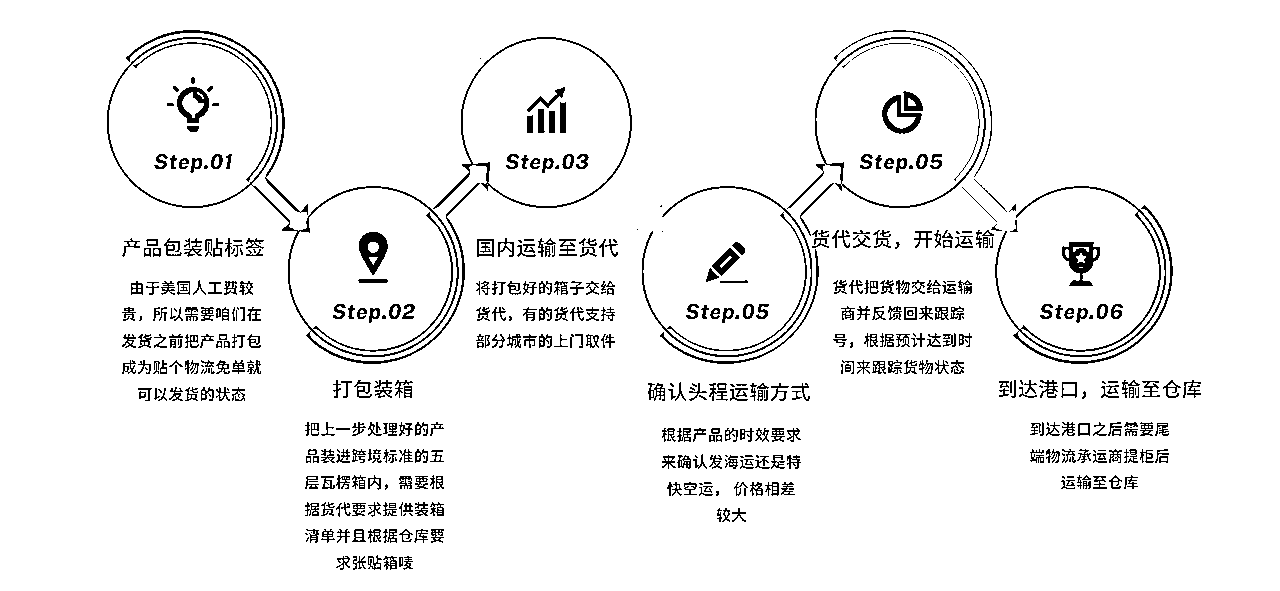 Step.01
产品包装贴标签
由于美国人工费较
贵，所以需要咱们在
发货之前把产品打包
成为贴个物流免单就
可以发货的状态
Step.02
打包装箱
把上一步处理好的产
品装进跨境标准的五
层瓦楞箱内，需要根
据货代要求提供装箱
清单并且根据仓库要
求张贴箱唛
Step.03
国内运输至货代
将打包好的箱子交给
货代，有的货代支持
部分城市的上门取件
Step.05
确认头程运输方式
根据产品的时效要求
来确认发海运还是特
快空运， 价格相差
较大
Step.05
货代交货，开始运输
货代把货物交给运输
商并反馈回来跟踪
号，根据预计达到时
间来跟踪货物状态
Step.06
到达港口，运输至仓库
到达港口之后需要尾
端物流承运商提柜后
运输至仓库